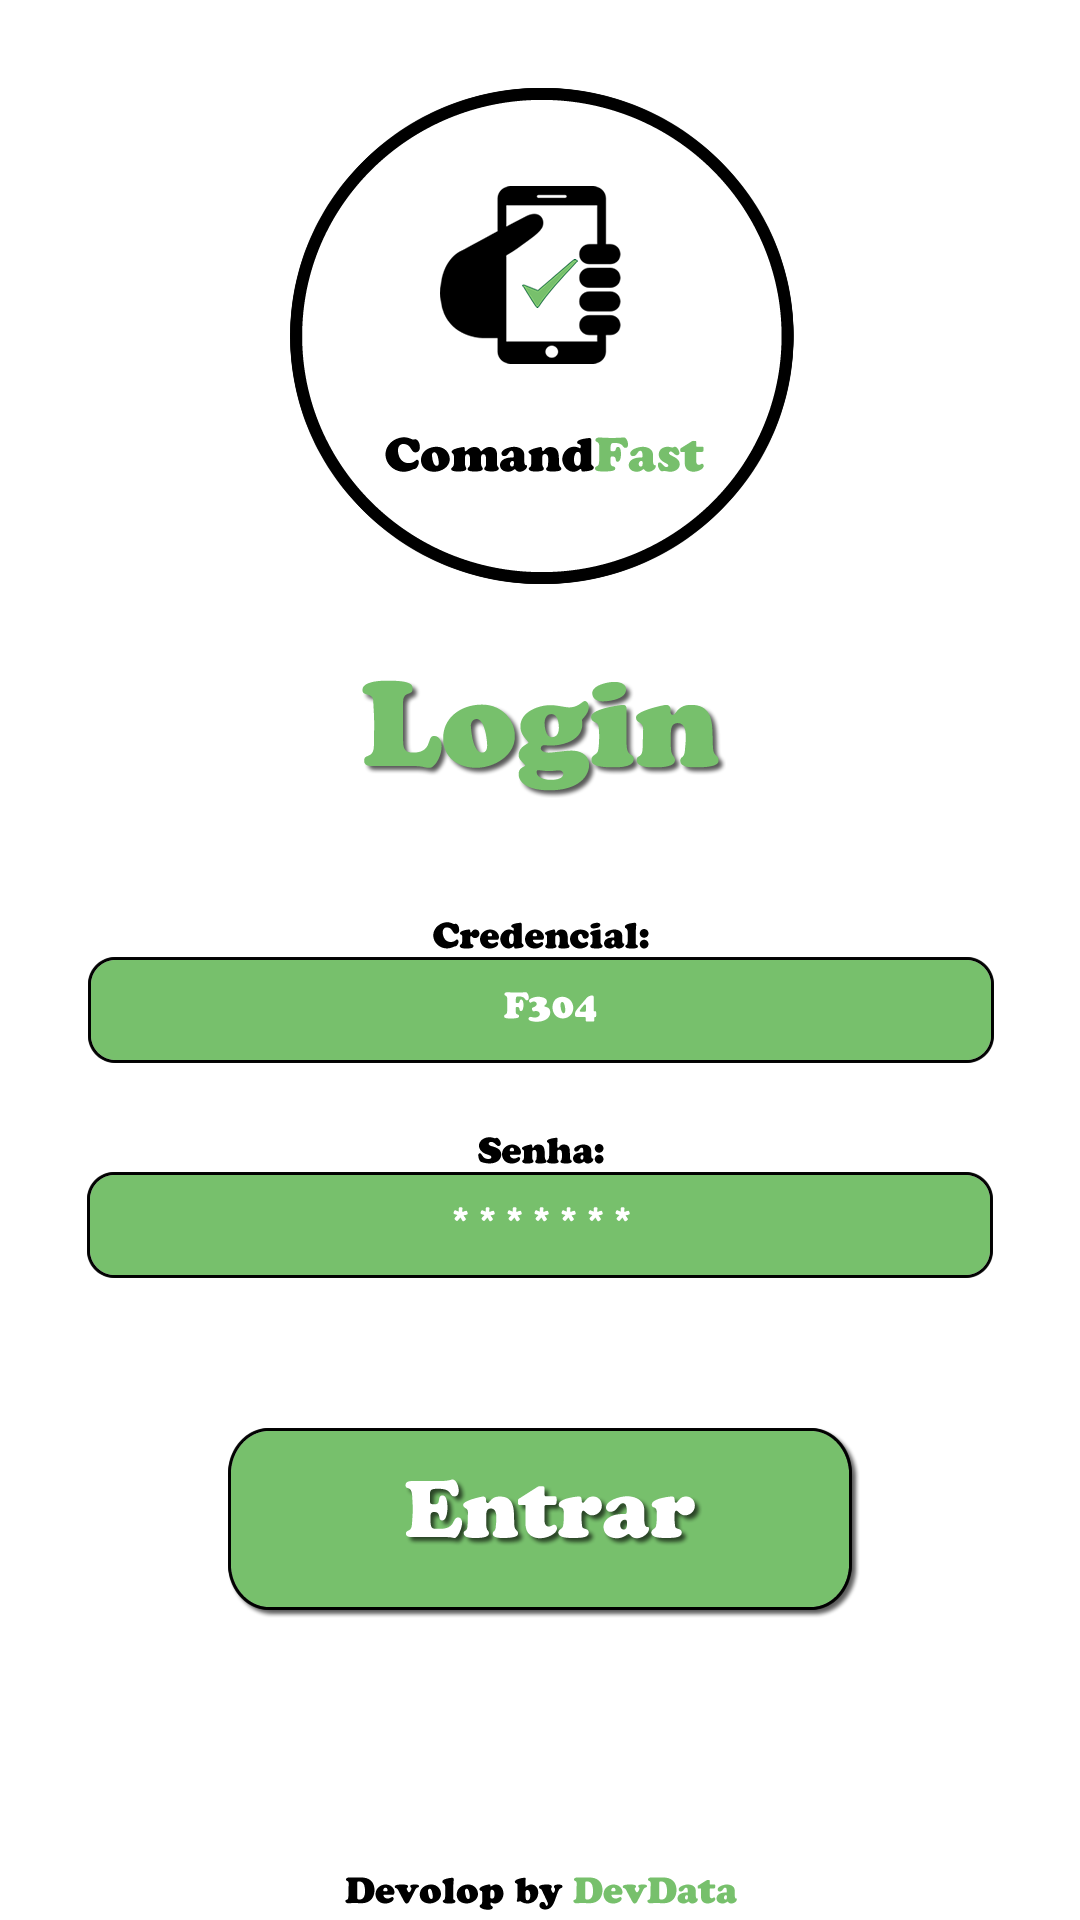 ComandFast
Login
Credencial:
F304
Senha:
* * * * * * *
Entrar
Devolop by DevData